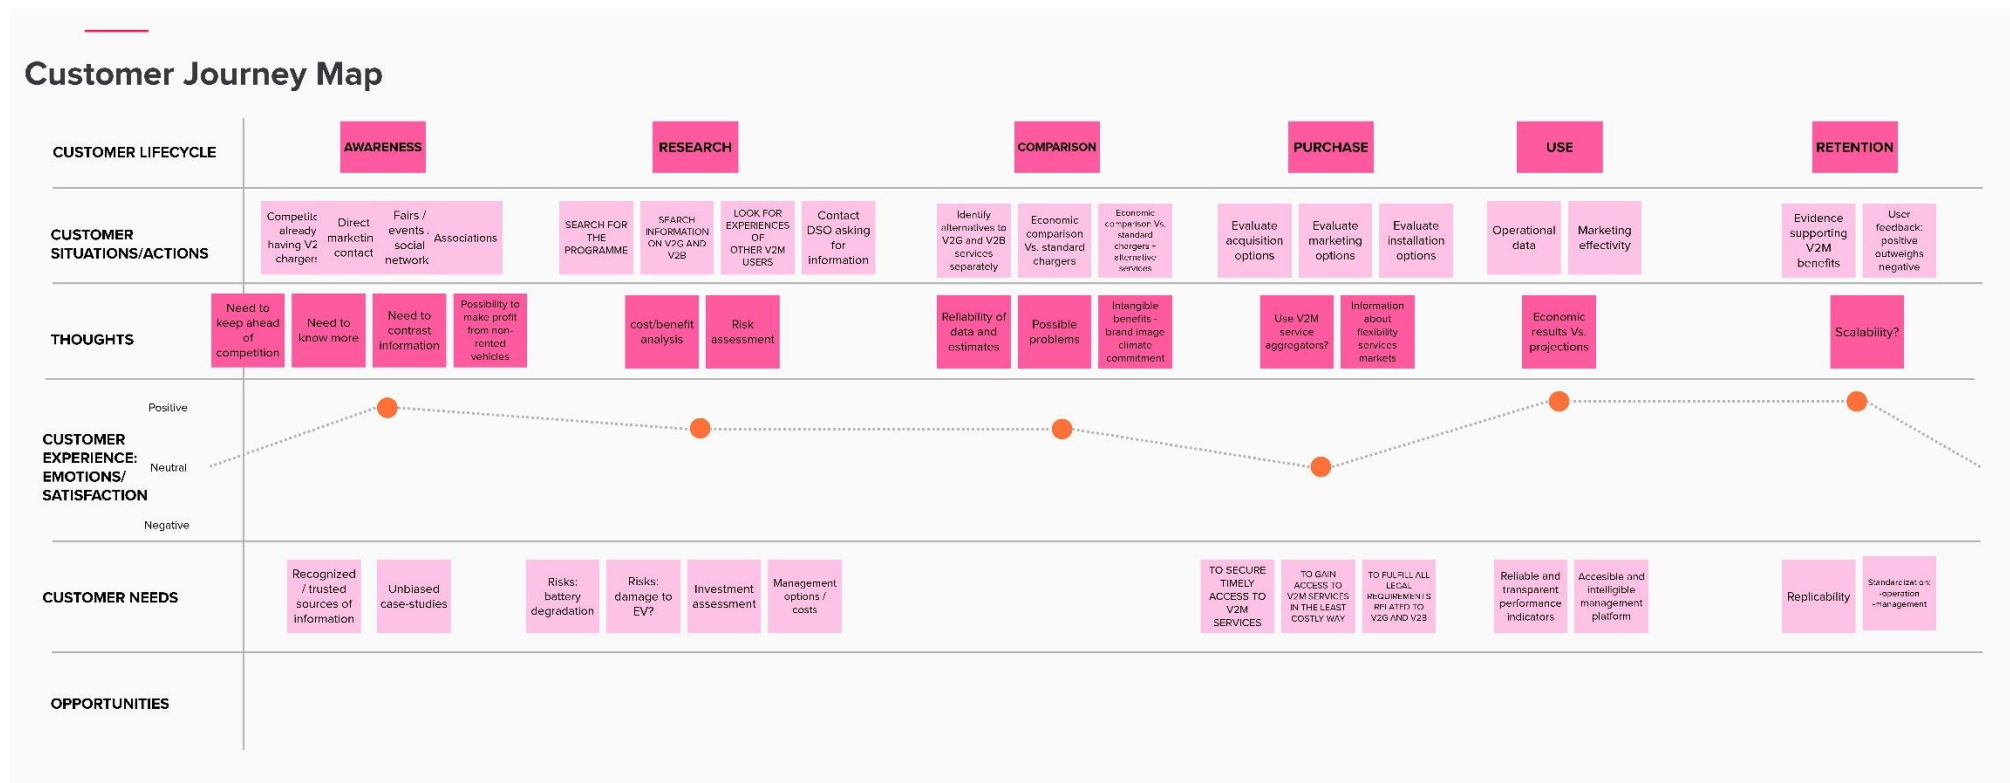 Customer Journey Map
CUSTOMER LIFECYCLE
AWARENESS
RESEARCH
COMPARISON
PURCHASE
USE
RETENTION
CUSTOMER
SITUATIONS/ACTIONS
already
having V2
Direct
contact
Fairs /
events
social
network
Associations
SEARCH FOR
THE
PROGRAMME
SEARCH
INFORMATION
ON V2G AND
V2B
LOOK FOR
EXPERIENCES
OF
OTHER V2M
USERS
Contact
DSO asking
for
information
Identify
alternatives to
V2G and V2B
services
separately
Economic
comparison
Vs. standard
chargers
Economic
comparison Vs.
standard
chargers +
alternative
services
Evaluate
acquisition
options
Evaluate
marketing
options
Evaluate
installation
options
Operational
data
Marketing
effectivity
Evidence
supporting
V2M
benefits
User
feedback:
positive
outweighs
negative
THOUGHTS
Need to
keep ahead
of
competition
Need to
know more
Need to
contrast
information
Possibility to
make profit
from non-
rented
vehicles
cost/benefit
analysis
Risk
assessment
Reliability of
data and
estimates
Possible
problems
Intangible
benefits -
brand image
climate
commitment
Use V2M
service
aggregators?
Information
about
flexibility
services
markets
Economic
results Vs.
projections
Scalability?
CUSTOMER
EXPERIENCE:
EMOTIONS/
SATISFACTION
Positive
Neutral
Negative
CUSTOMER NEEDS
Recognized
/ trusted
sources of
information
Unbiased
case-studies
Risks:
battery
degradation
Risks:
damage to
EV?
Investment
assessment
Management
options /
costs
TO SECURE
TIMELY
ACCESS TO
V2M
SERVICES
TO GAIN
ACCESS TO
V2M SERVICES
IN THE LEAST
COSTLY WAY
TO FULFILL ALL
LEGAL
REQUIREMENTS
RELATED TO
V2G AND V2B
Reliable and
transparent
performance
indicators
Accesible and
intelligible
management
platform
Replicability
Standardization:
-operation
-management
OPPORTUNITIES